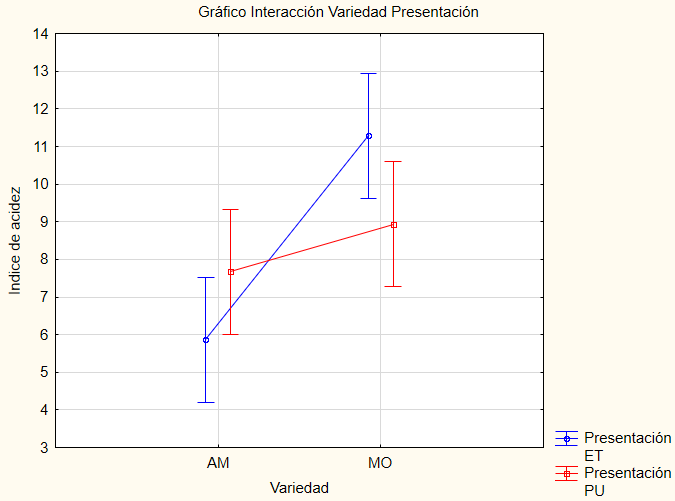 Gráfico Interacción Variedad Presentación
14
13
12
11
10
9
8
7
6
5
4
3
Indice de acidez
AM
MO
Variedad
Presentación
ET
Presentación
PU